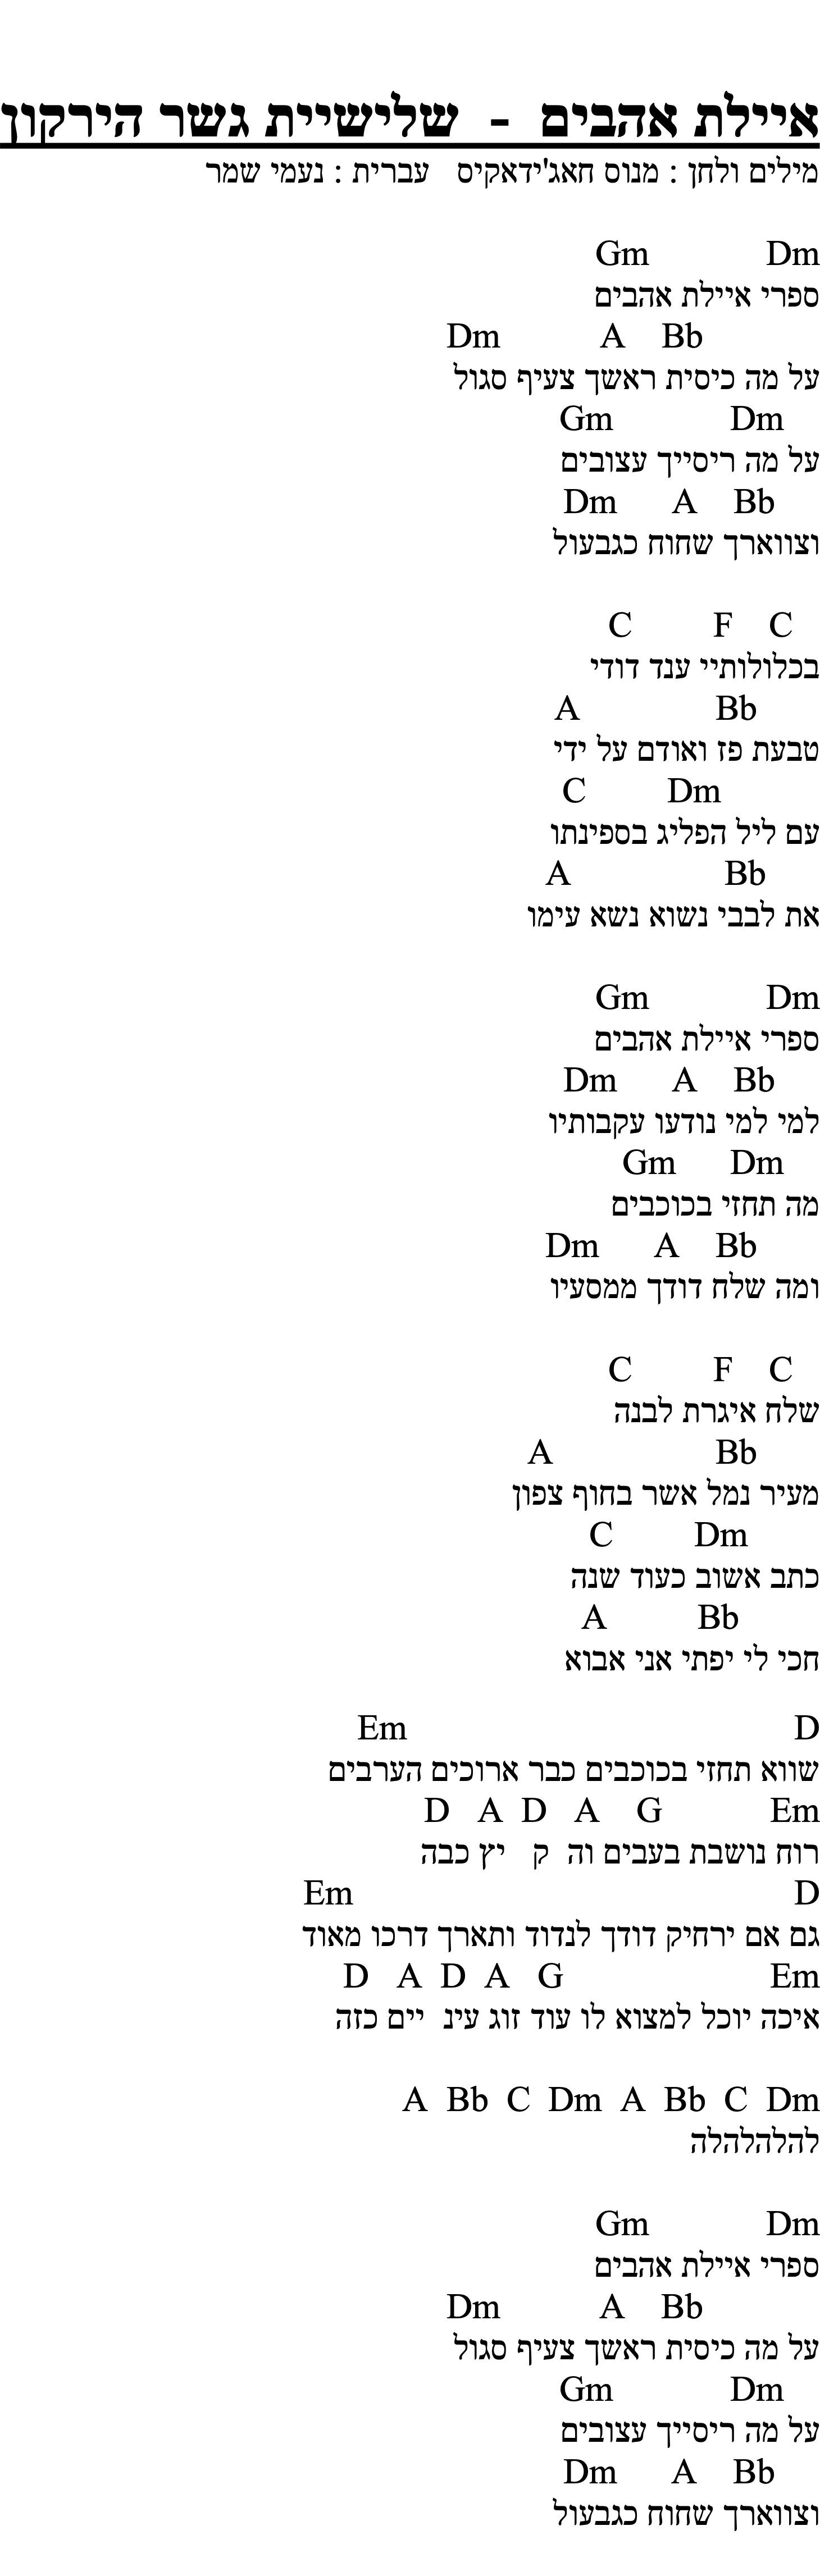 איילת אהבים - שלישיית גשר הירקון
מילים ולחן : מנוס חאג'ידאקיס עברית : נעמי שמר
Dm Gm
ספרי איילת אהבים
Bb A Dm
על מה כיסית ראשך צעיף סגול
Dm Gm
על מה ריסייך עצובים
Bb A Dm
וצווארך שחוח כגבעול
C F C
בכלולותיי ענד דודי
Bb A
טבעת פז ואודם על ידי
Dm C
עם ליל הפליג בספינתו
Bb A
את לבבי נשוא נשא עימו
Dm Gm
ספרי איילת אהבים
Bb A Dm
למי למי נודעו עקבותיו
Dm Gm
מה תחזי בכוכבים
Bb A Dm
ומה שלח דודך ממסעיו
C F C
שלח איגרת לבנה
Bb A
מעיר נמל אשר בחוף צפון
Dm C
כתב אשוב כעוד שנה
Bb A
חכי לי יפתי אני אבוא
D Em
שווא תחזי בכוכבים כבר ארוכים הערבים
Em G A D A D
רוח נושבת בעבים וה ק יץ כבה
D Em
גם אם ירחיק דודך לנדוד ותארך דרכו מאוד
Em G A D A D
איכה יוכל למצוא לו עוד זוג עינ יים כזה
Dm C Bb A Dm C Bb A
להלהלהלה
Dm Gm
ספרי איילת אהבים
Bb A Dm
על מה כיסית ראשך צעיף סגול
Dm Gm
על מה ריסייך עצובים
Bb A Dm
וצווארך שחוח כגבעול